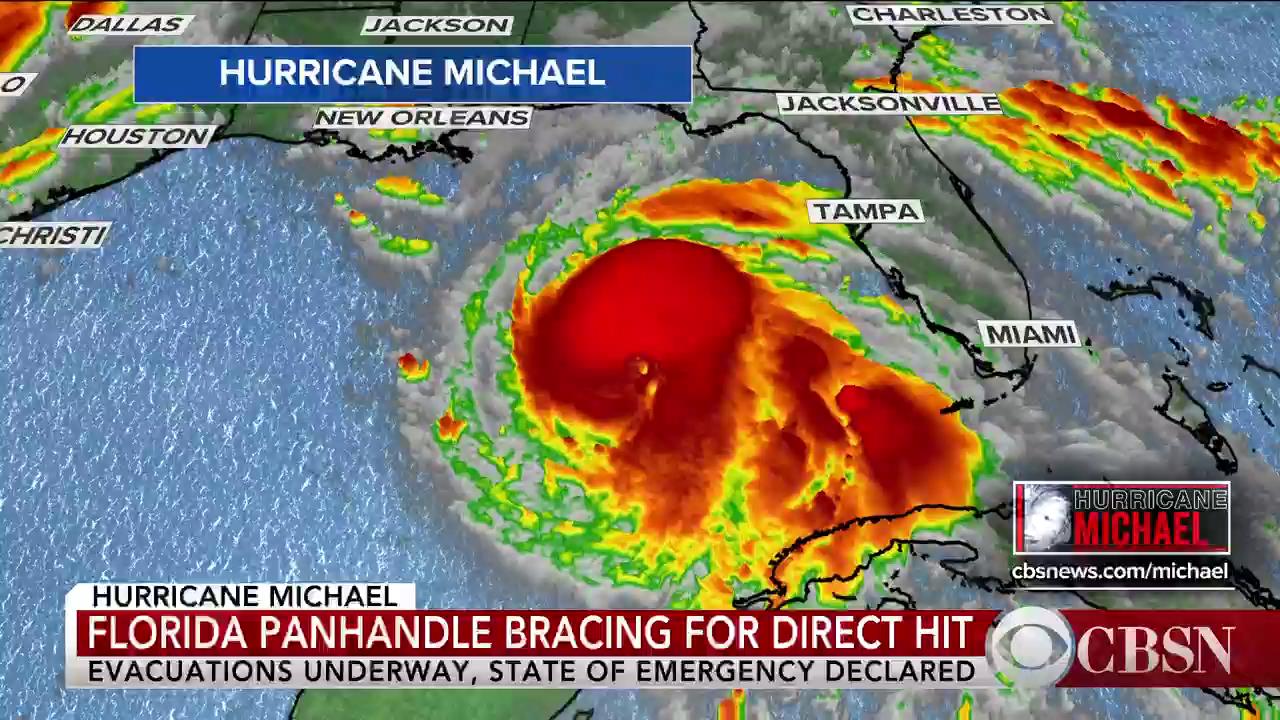 DALLAS
JACKSON
CHARLESTON
HURRICANE MICHAEL
O
JACKSONVILLE
NEW ORLEANS
HOUSTON
TAMPA
CHRISTI
MIAMI
HURRICANE
MICHAEL
cbsnews.com/michael
HURRICANE MICHAEL
FLORIDA PANHANDLE BRACING FOR DIRECT HIT
EVACUATIONS UNDERWAY, STATE OF EMERGENCY DECLARED
CBSN